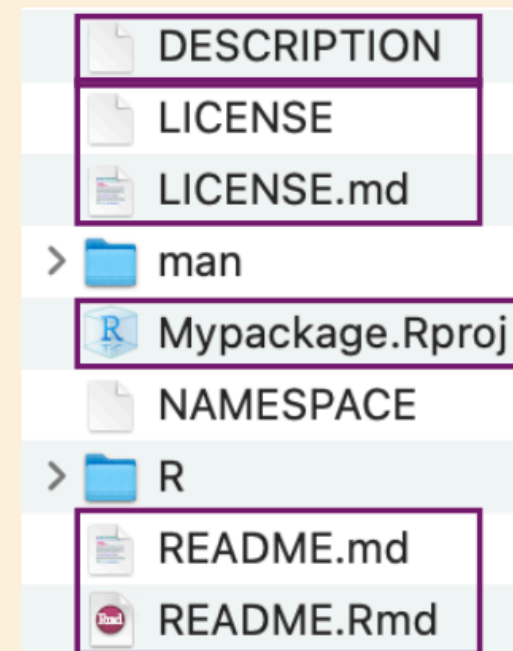 DESCRIPTION
LICENSE
LICENSE.md
man
Mypackage.Rproj
NAMESPACE
R
README.md
README.Rmd